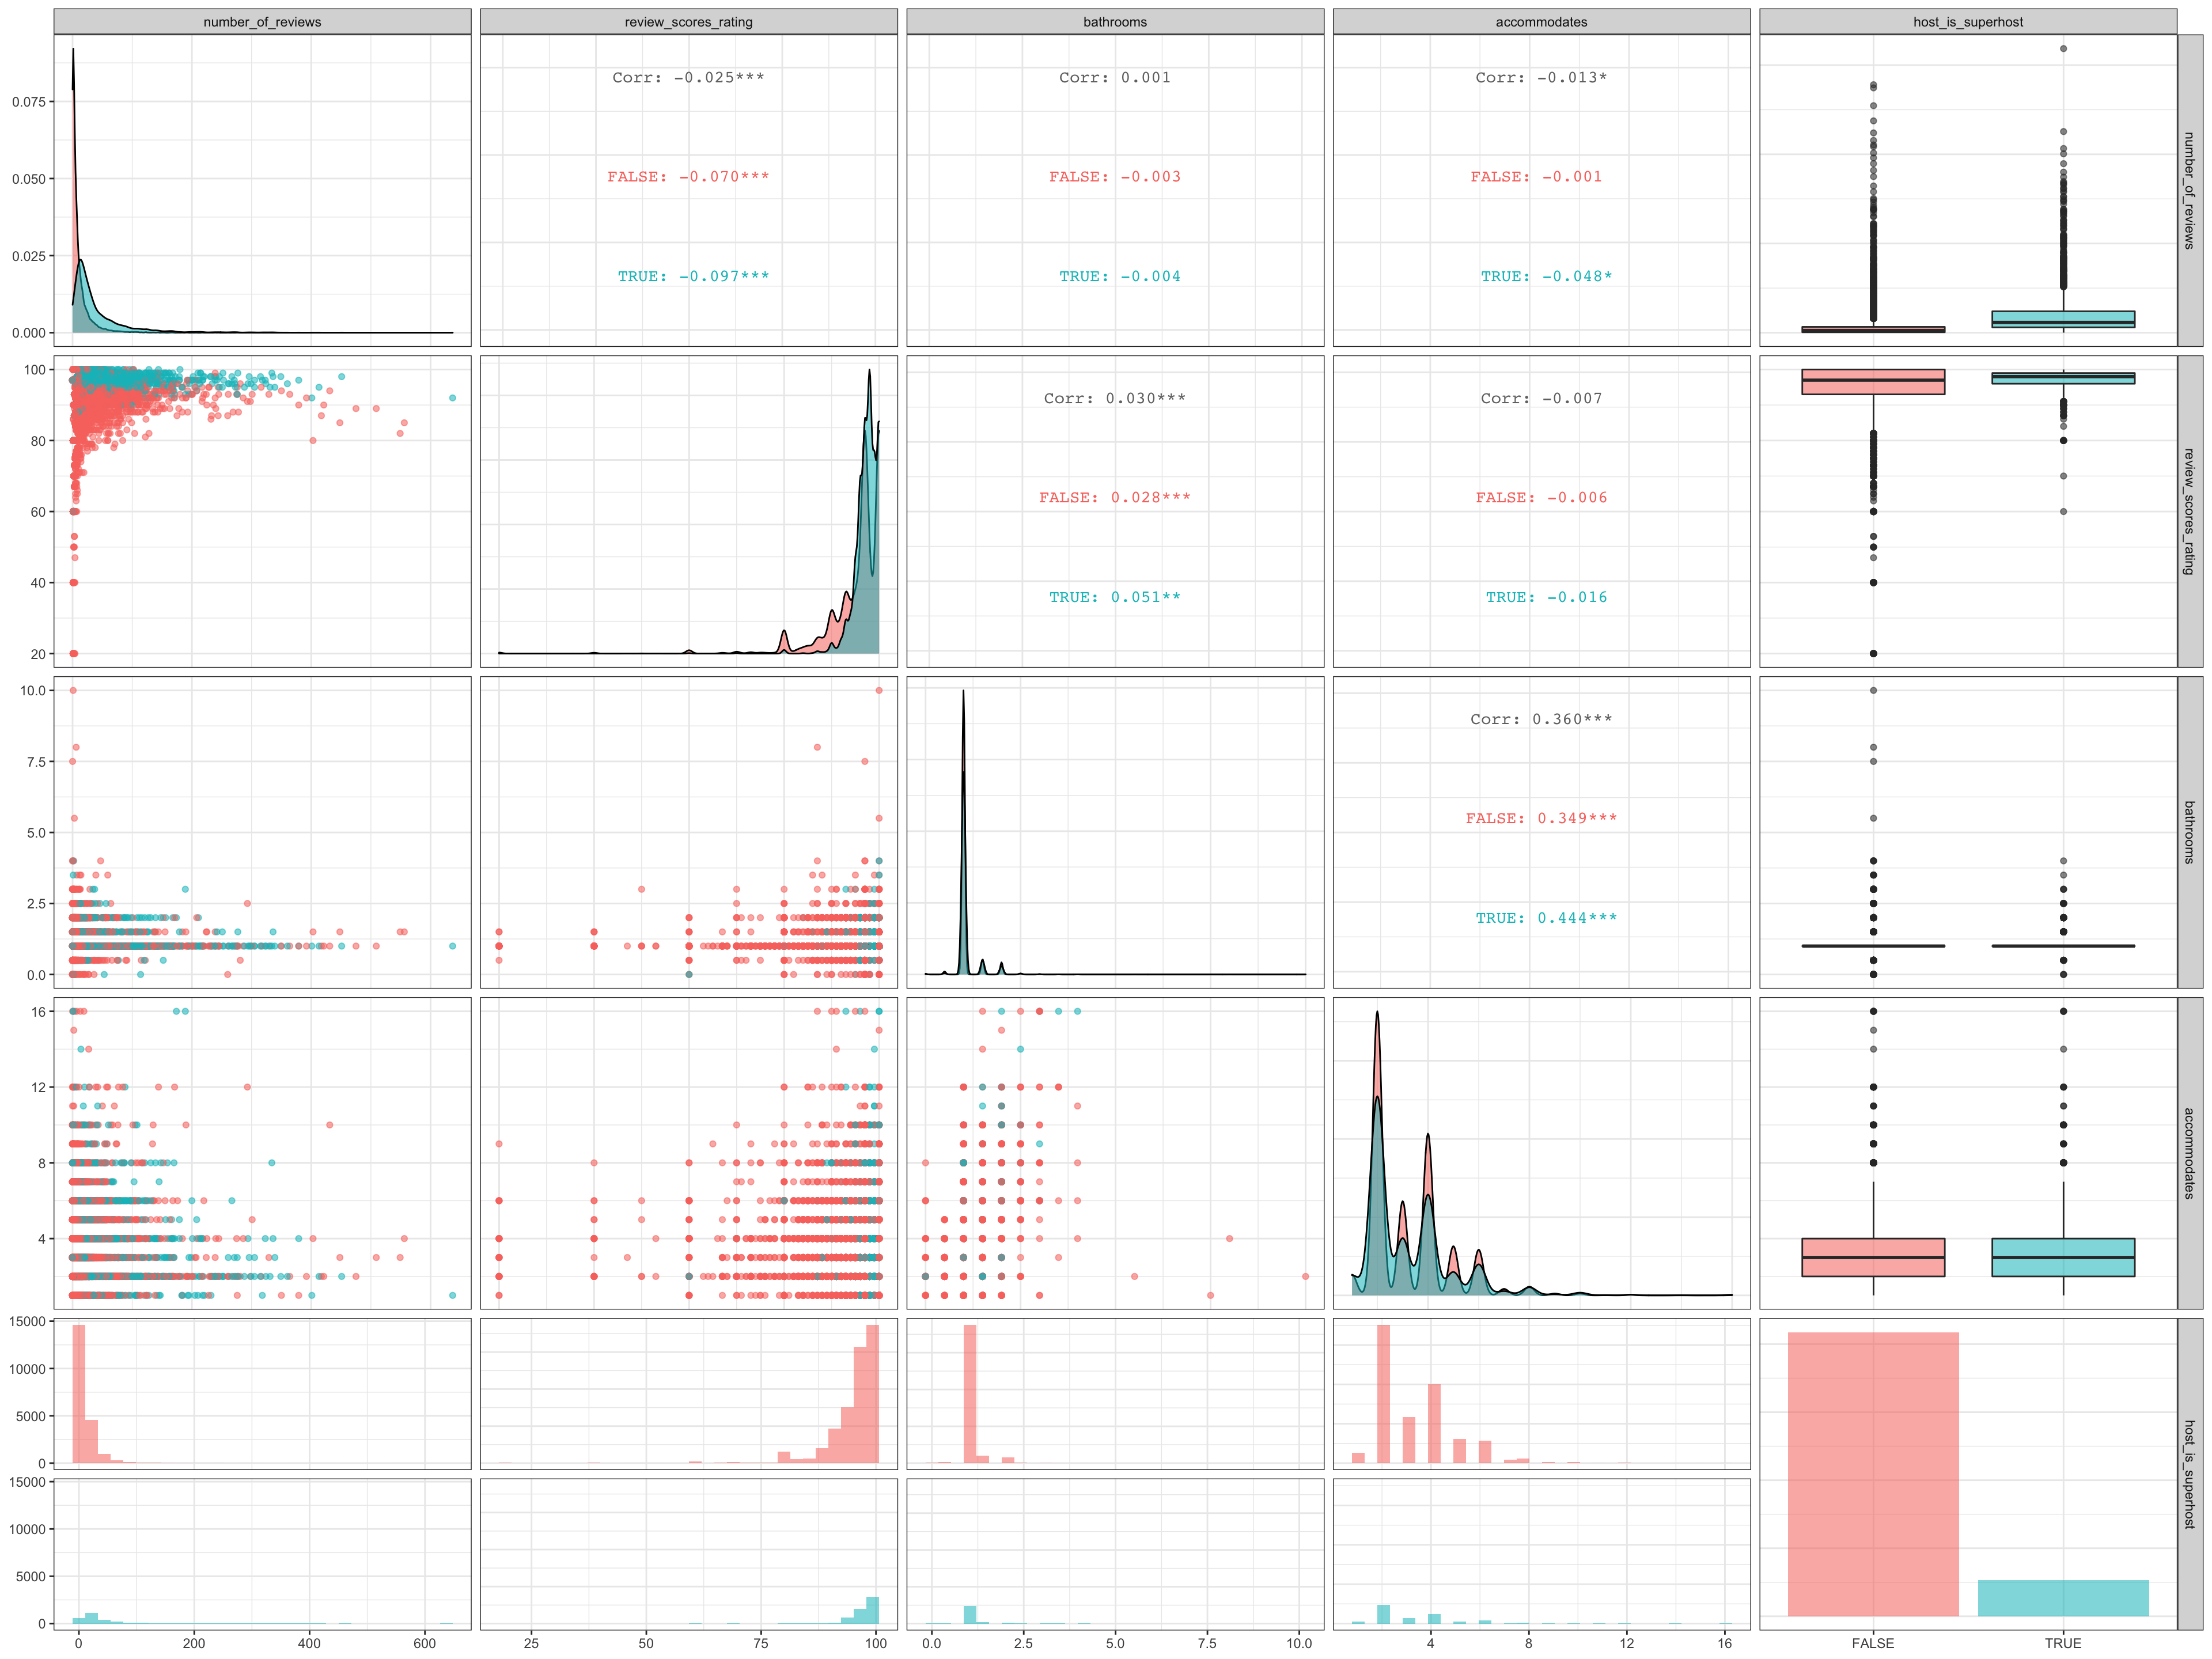 number_of_reviews
review_scores_rating
bathrooms
accommodates
host_is_superhost
0.075
0.050
0.025
0.000
Corr: -0.025***
FALSE: -0.070***
TRUE: -0.097***
Corr: 0.001
FALSE: -0.003
TRUE: -0.004
Corr: -0.013*
FALSE: -0.001
TRUE: -0.048*
number_of_reviews
100
80
60
40
20
Corr: 0.030***
FALSE: 0.028***
TRUE: 0.051**
Corr: -0.007
FALSE: -0.006
TRUE: -0.016
review_scores_rating
10.0
7.5
5.0
2.5
0.0
Corr: 0.360***
FALSE: 0.349***
TRUE: 0.444***
bathrooms
16
12
8
4
accommodates
15000
10000
5000
0
15000
10000
5000
0
host_is_superhost
0 200 400 600
25 50 75 100
0.0 2.5 5.0 7.5 10.0
4 8 12 16
FALSE TRUE